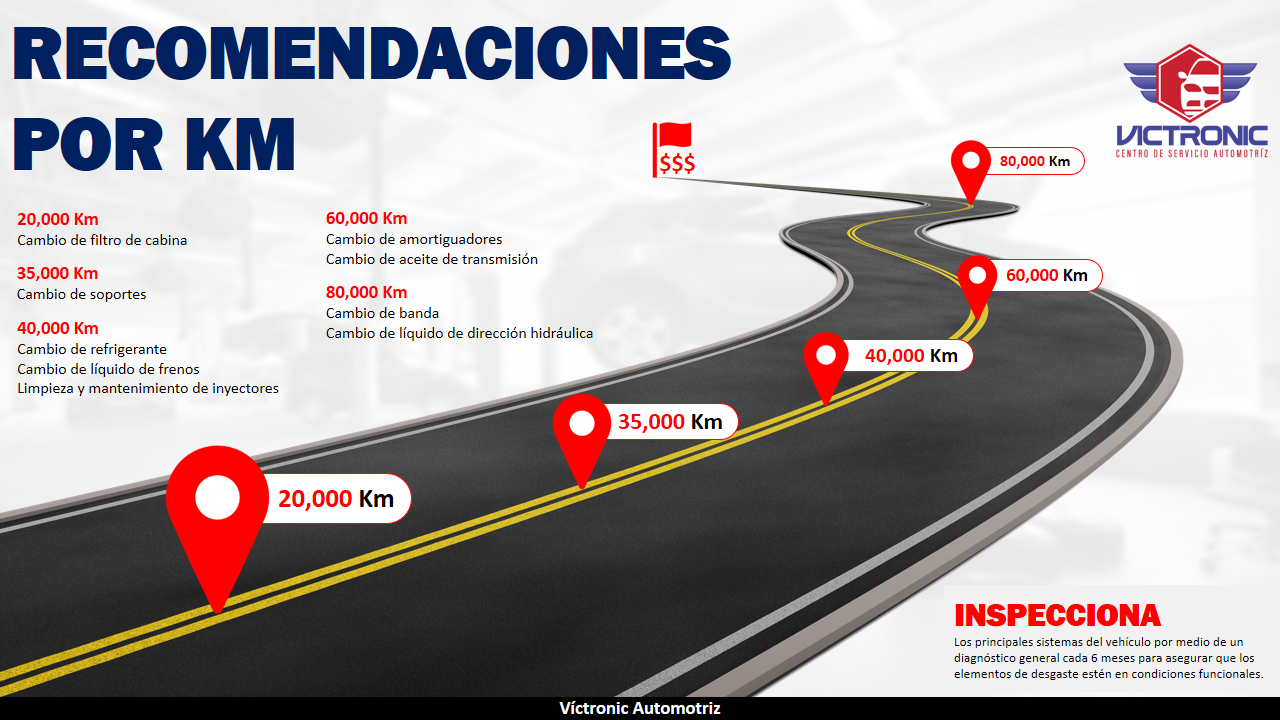 RECOMENDACIONES
POR KM
VICTRONIC
CENTRO DE SERVICIO AUTOMOTRÍZ
20,000 Km
Cambio de filtro de cabina
35,000 Km
Cambio de soportes
40,000 Km
Cambio de refrigerante
Cambio de líquido de frenos
Limpieza y mantenimiento de inyectores
60,000 Km
Cambio de amortiguadores
Cambio de aceite de transmisión
80,000 Km
Cambio de banda
Cambio de líquido de dirección hidráulica
$$$
80,000 Km
60,000 Km
40,000 Km
35,000 Km
20,000 Km
INSPECCIONA
Los principales sistemas del vehículo por medio de un
diagnóstico general cada 6 meses para asegurar que los
elementos de desgaste estén en condiciones funcionales.
Víctronic Automotriz